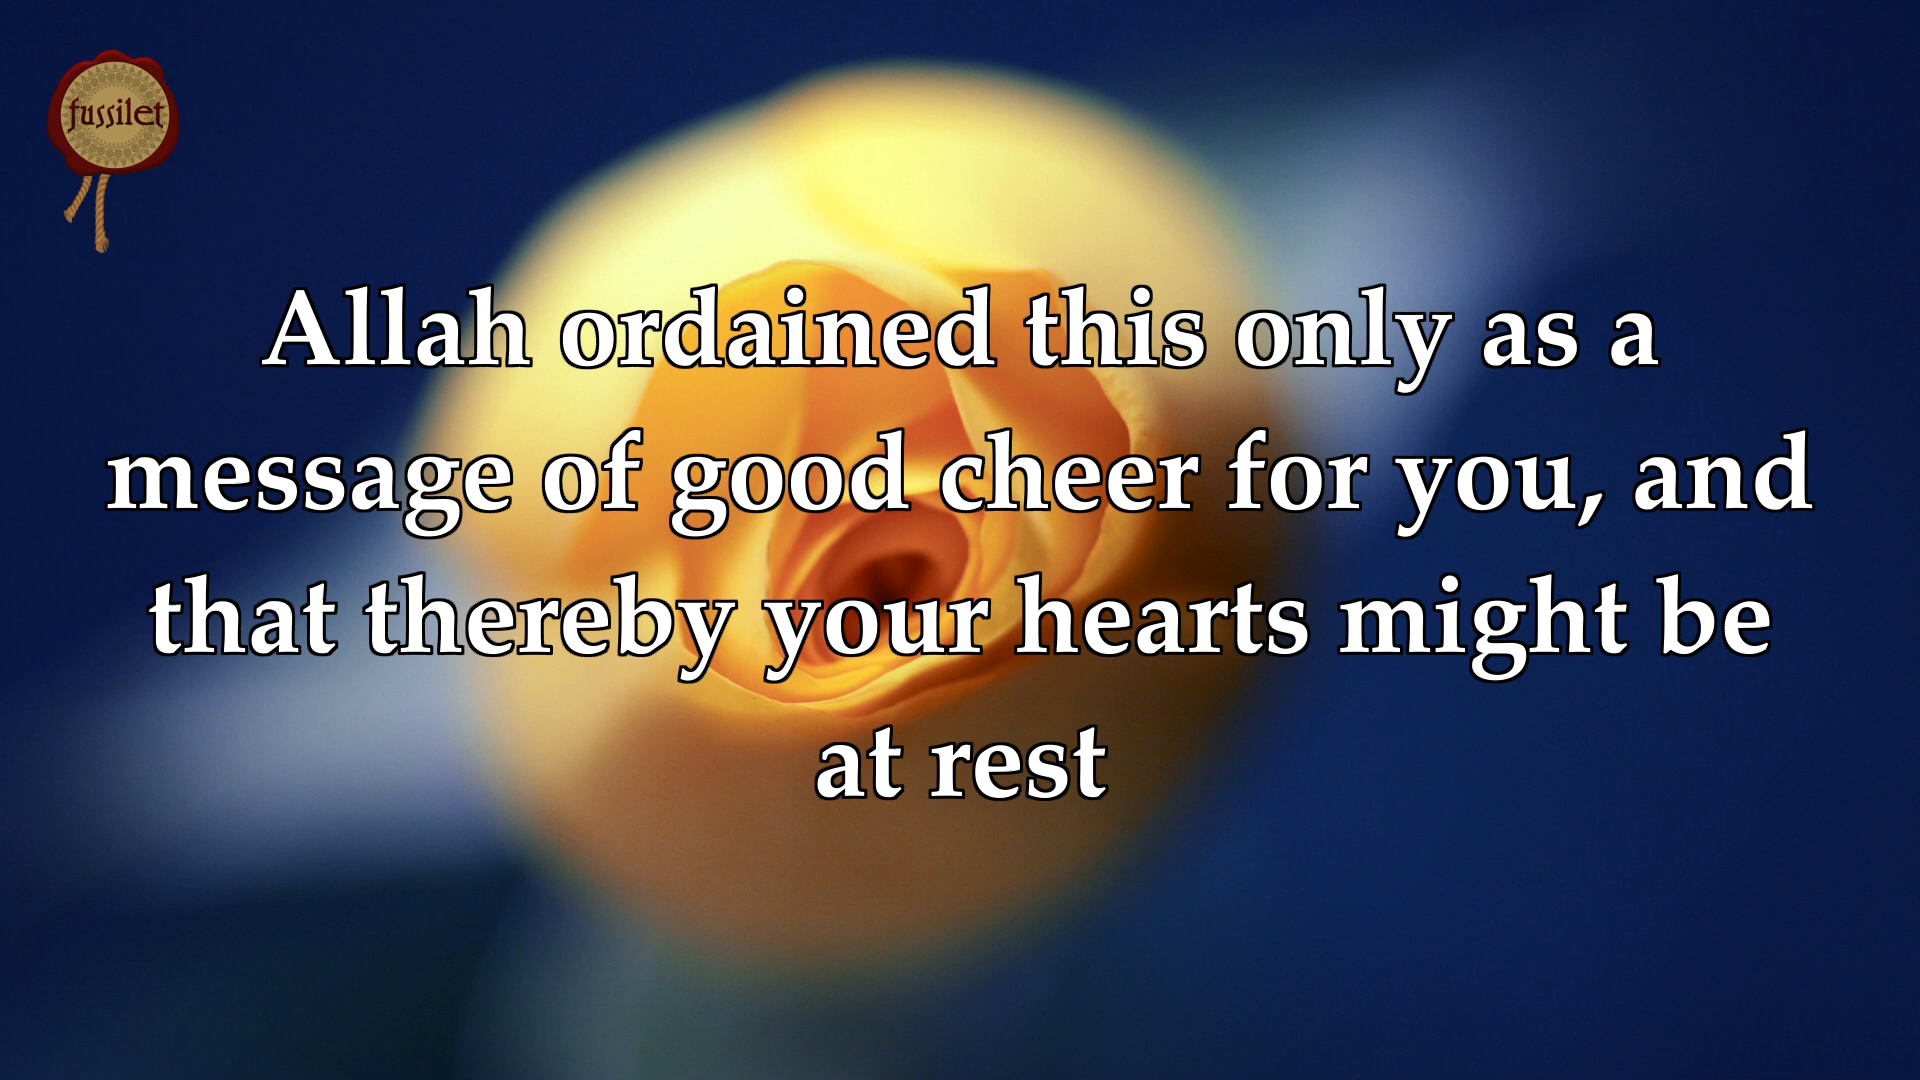 fussilet
Allah ordained this only as a
message of good cheer for you, and
that thereby your hearts might be
at rest